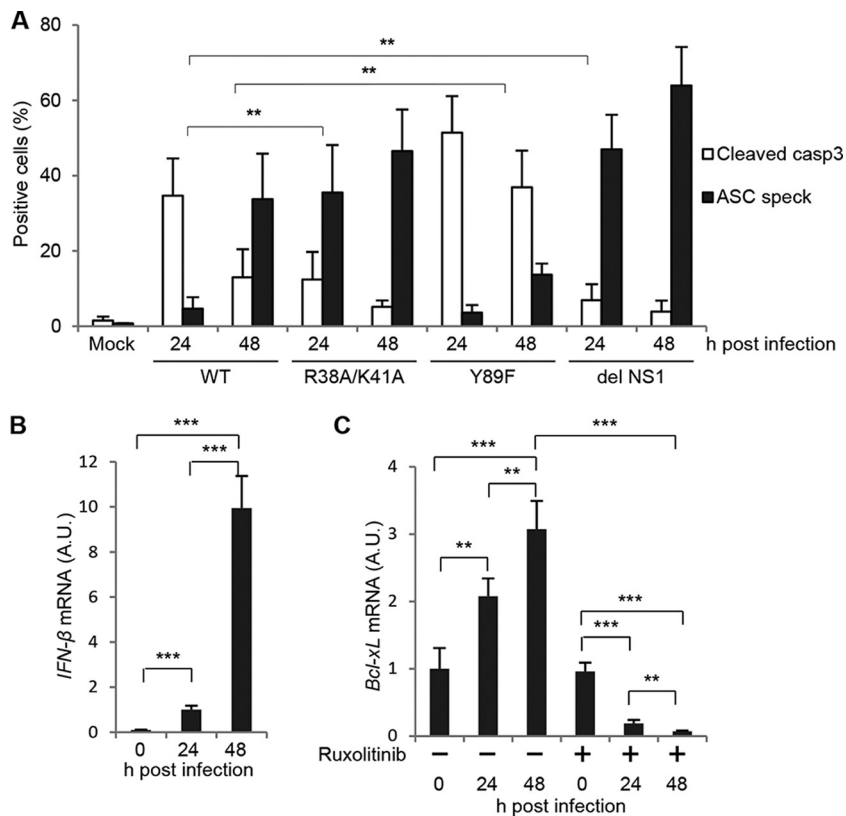 A
Positive cells (%)
80
60
40
20
0
**
**
**
Cleaved casp3
ASC speck
Mock 24 48 24 48 24 48 24 48 h post infection
WT R38A/K41A Y89F del NS1
B
IFN-β mRNA (A.U.)
12
10
8
6
4
2
0
***
***
***
0 24 48
h post infection
C
Bcl-xL mRNA (A.U.)
4
3
2
1
0
***
***
**
**
***
***
**
Ruxolitinib − − − + + +
0 24 48 0 24 48
h post infection